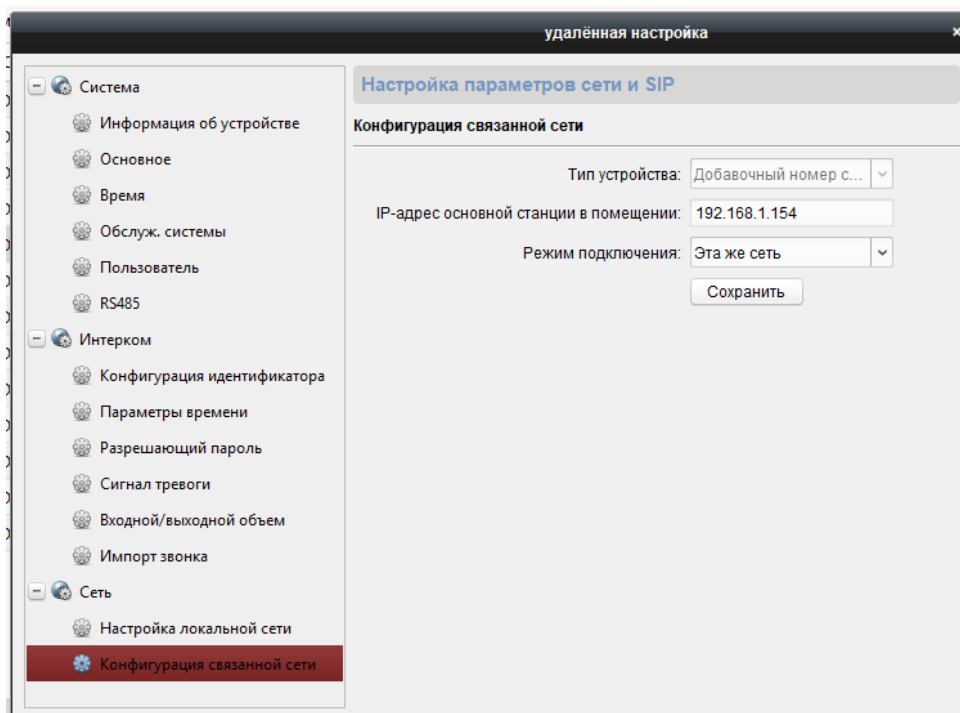 удалённая настройка
Система
Информация об устройстве
Основное
Время
Обслуж. системы
Пользователь
RS485
Интерком
Конфигурация идентификатора
Параметры времени
Разрешающий пароль
Сигнал тревоги
Входной/выходной объем
Импорт звонка
Сеть
Настройка локальной сети
Конфигурация связанной сети
Настройка параметров сети и SIP
Конфигурация связанной сети
Тип устройства: Добавочный номер с...
IP-адрес основной станции в помещении: 192.168.1.154
Режим подключения: Эта же сеть
Сохранить